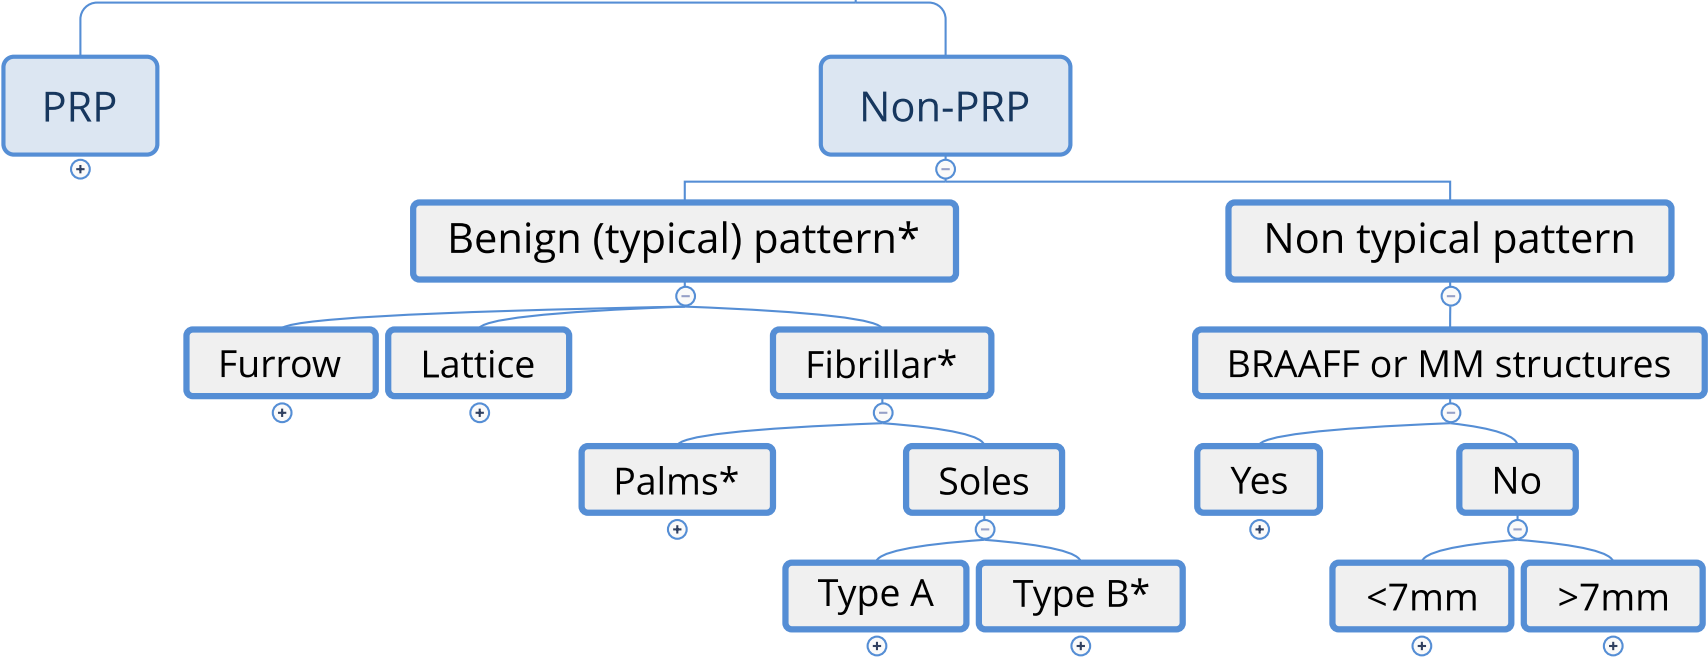 PRP
Non-PRP
Benign (typical) pattern*
Non typical pattern
Furrow
Lattice
Fibrillar*
BRAAFF or MM structures
Palms*
Soles
Yes
No
Type A
Type B*
<7mm
>7mm